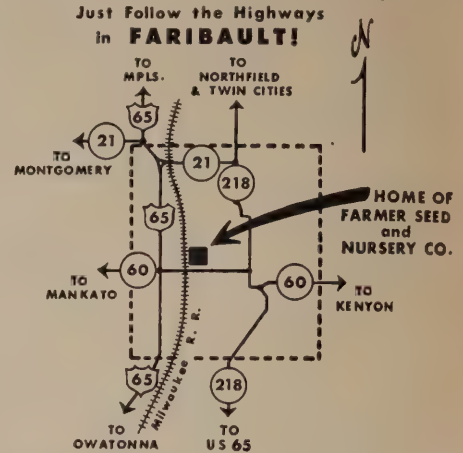 Just Follow the Highways
in FARIBAULT!
N
TO
MPLS.
TO
NORTHFIELD
& TWIN CITIES
65
21
TO
MONTGOMERY
21
218
65
HOME OF
FARMER SEED
and
NURSERY CO.
60
TO
MANKATO
60
TO
KENYON
Milwaukee R. R.
65
218
TO
OWATONNA
TO
US 65